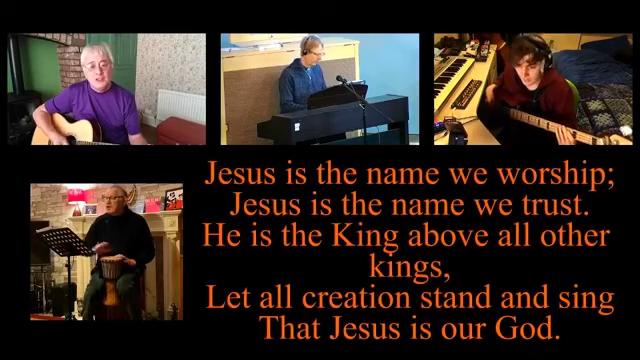 Jesus is the name we worship;
Jesus is the name we trust.
He is the King above all other
kings,
Let all creation stand and sing
That Jesus is our God.